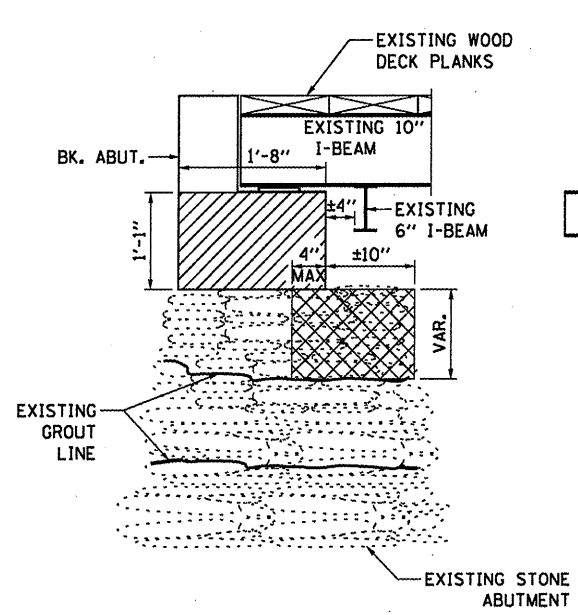 EXISTING WOOD
DECK PLANKS
EXISTING 10"
I-BEAM
BK. ABUT.
1'-8"
±4"
EXISTING
6" I-BEAM
1'-1"
4"
MAX
±10"
VAR.
EXISTING
GROUT
LINE
EXISTING STONE
ABUTMENT